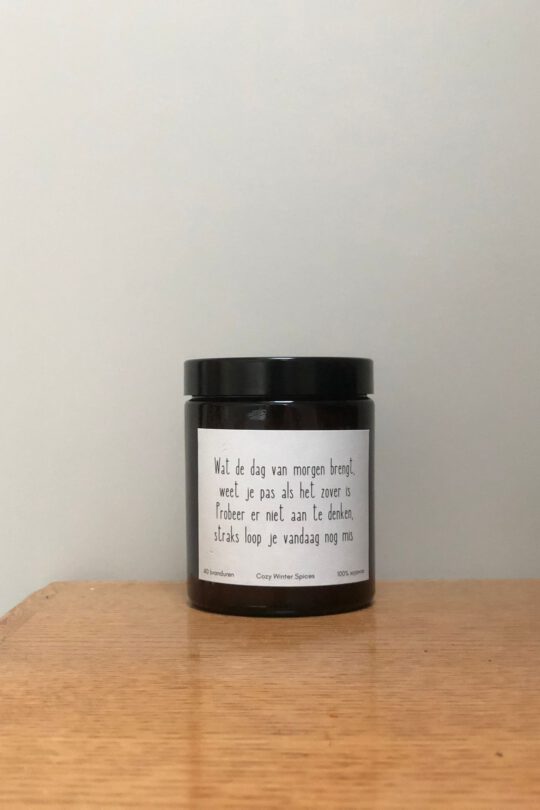 Wat de dag van morgen brengt,
weet je pas als het zover is
Probeer er niet aan te denken,
straks loop je vandaag nog mis
40 branduren Cozy Winter Spices 100% sojawas